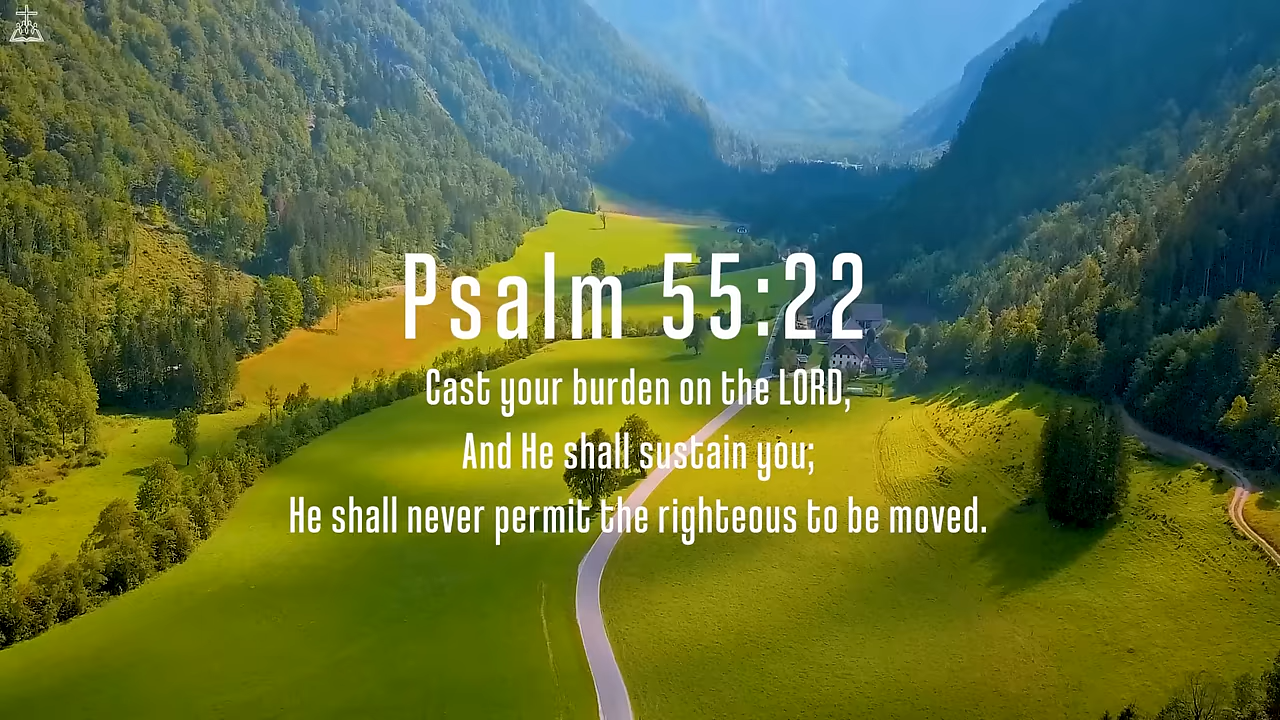 Psalm 55:22
Cast your burden on the LORD,
And He shall sustain you;
He shall never permit the righteous to be moved.